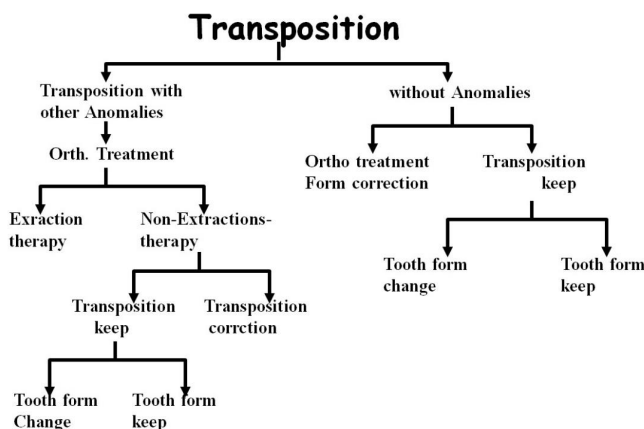 Transposition
Transposition with
other Anomalies
without Anomalies
Orth. Treatment
Ortho treatment
Form correction
Transposition
keep
Exraction
therapy
Non-Extractions-
therapy
Tooth form
change
Tooth form
keep
Transposition
keep
Transposition
corrction
Tooth form
Change
Tooth form
keep